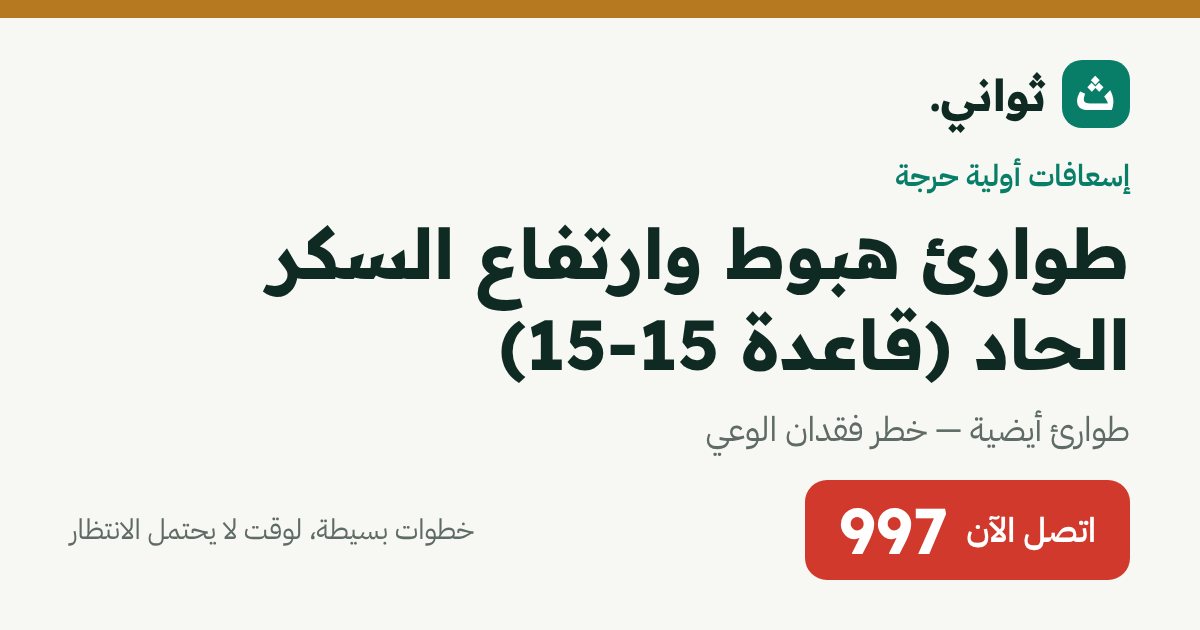 ث
ثواني.
إسعافات أولية حرجة
طوارئ هبوط وارتفاع السكر
الحاد (قاعدة 15-15)
طوارئ أيضية — خطر فقدان الوعي
اتصل الآن 997
خطوات بسيطة، لوقت لا يحتمل الانتظار